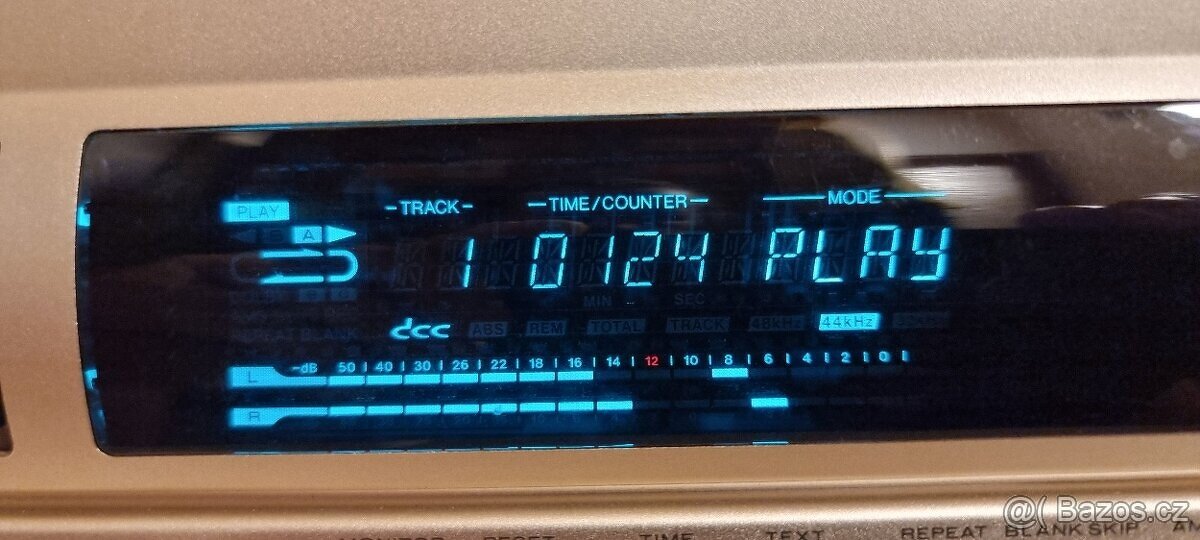 PLAY -TRACK- TIME/COUNTER MODE
A
1 0124 PLAY
MIN SEC
dcc ABS REM TOTAL TRACK 48kHz 44kHz
-dB 50 40 30 26 22 18 16 14 12 10 8 6 4 2 0
L
R
MONITOR RESET TIME TEXT REPEAT BLANK SKIP
@( Bazos.cz